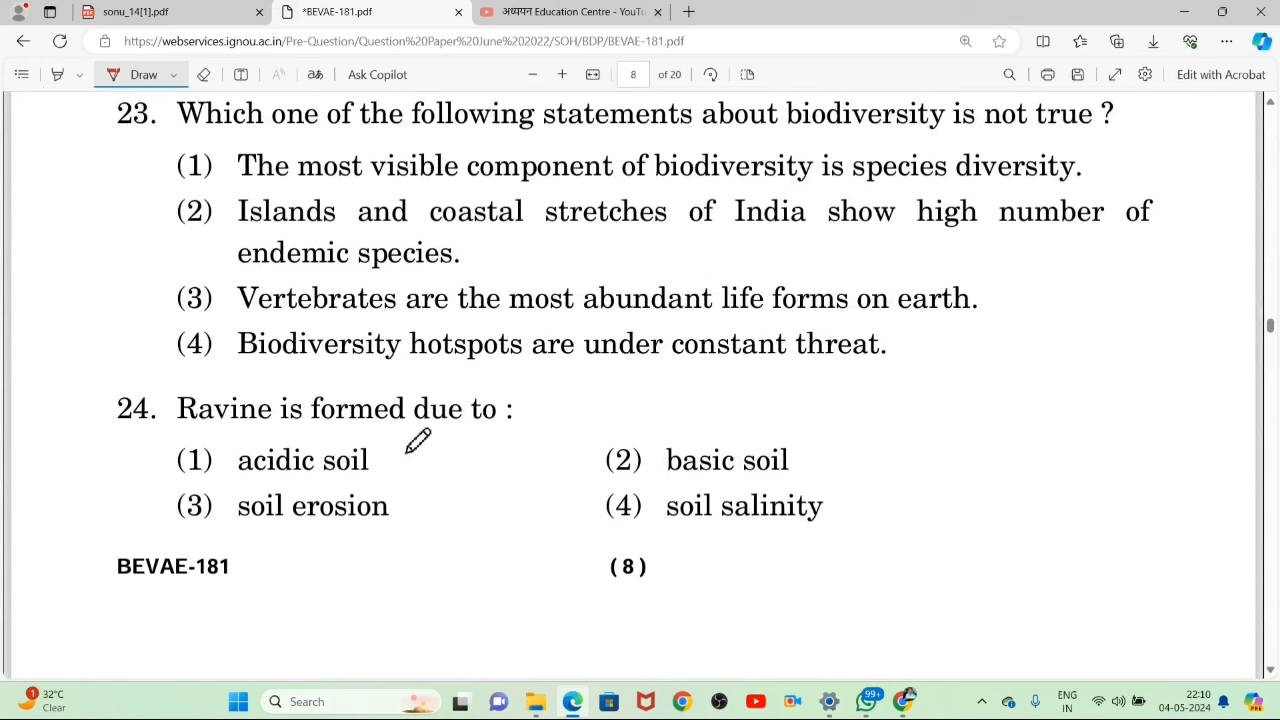 sonu_14[1].pdf
*BEVAE-181.pdf
अध्ययन Education Centre - YouTu
https://webservices.ignou.ac.in/Pre-Question/Question%20Paper%20June%202022/SOH/BDP/BEVAE-181.pdf
Draw
Ask Copilot
8 of 20
Edit with Acrobat
23. Which one of the following statements about biodiversity is not true ?
(1) The most visible component of biodiversity is species diversity.
(2) Islands and coastal stretches of India show high number of
endemic species.
(3) Vertebrates are the most abundant life forms on earth.
(4) Biodiversity hotspots are under constant threat.
24. Ravine is formed due to :
(1) acidic soil (2) basic soil
(3) soil erosion (4) soil salinity
BEVAE-181 ( 8 )
1 32°C
Clear
Search
99+
ENG
IN
22:10
04-05-2024